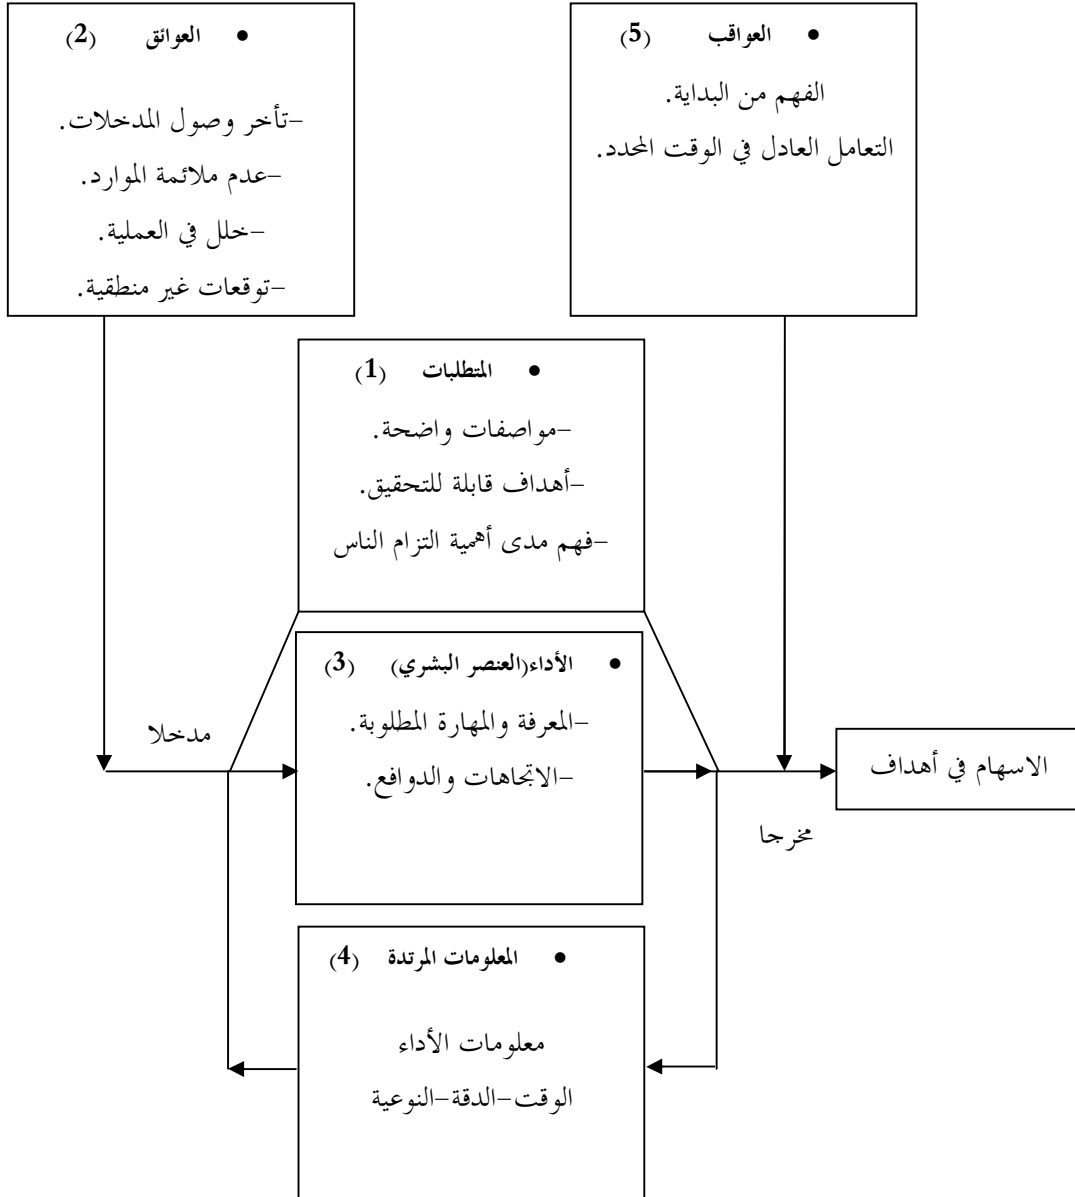 • العوائق (2)
–تأخر وصول المدخلات.
–عدم ملائمة الموارد.
–خلل في العملية.
–توقعات غير منطقية.
• العواقب (5)
الفهم من البداية.
التعامل العادل في الوقت المحدد.
• المتطلبات (1)
–مواصفات واضحة.
–أهداف قابلة للتحقيق.
–فهم مدى أهمية التزام الناس
• الأداء(العنصر البشري) (3)
–المعرفة والمهارة المطلوبة.
–الاتجاهات والدوافع.
مدخلا
الاسهام في أهداف
مخرجا
• المعلومات المرتدة (4)
معلومات الأداء
الوقت–الدقة–النوعية